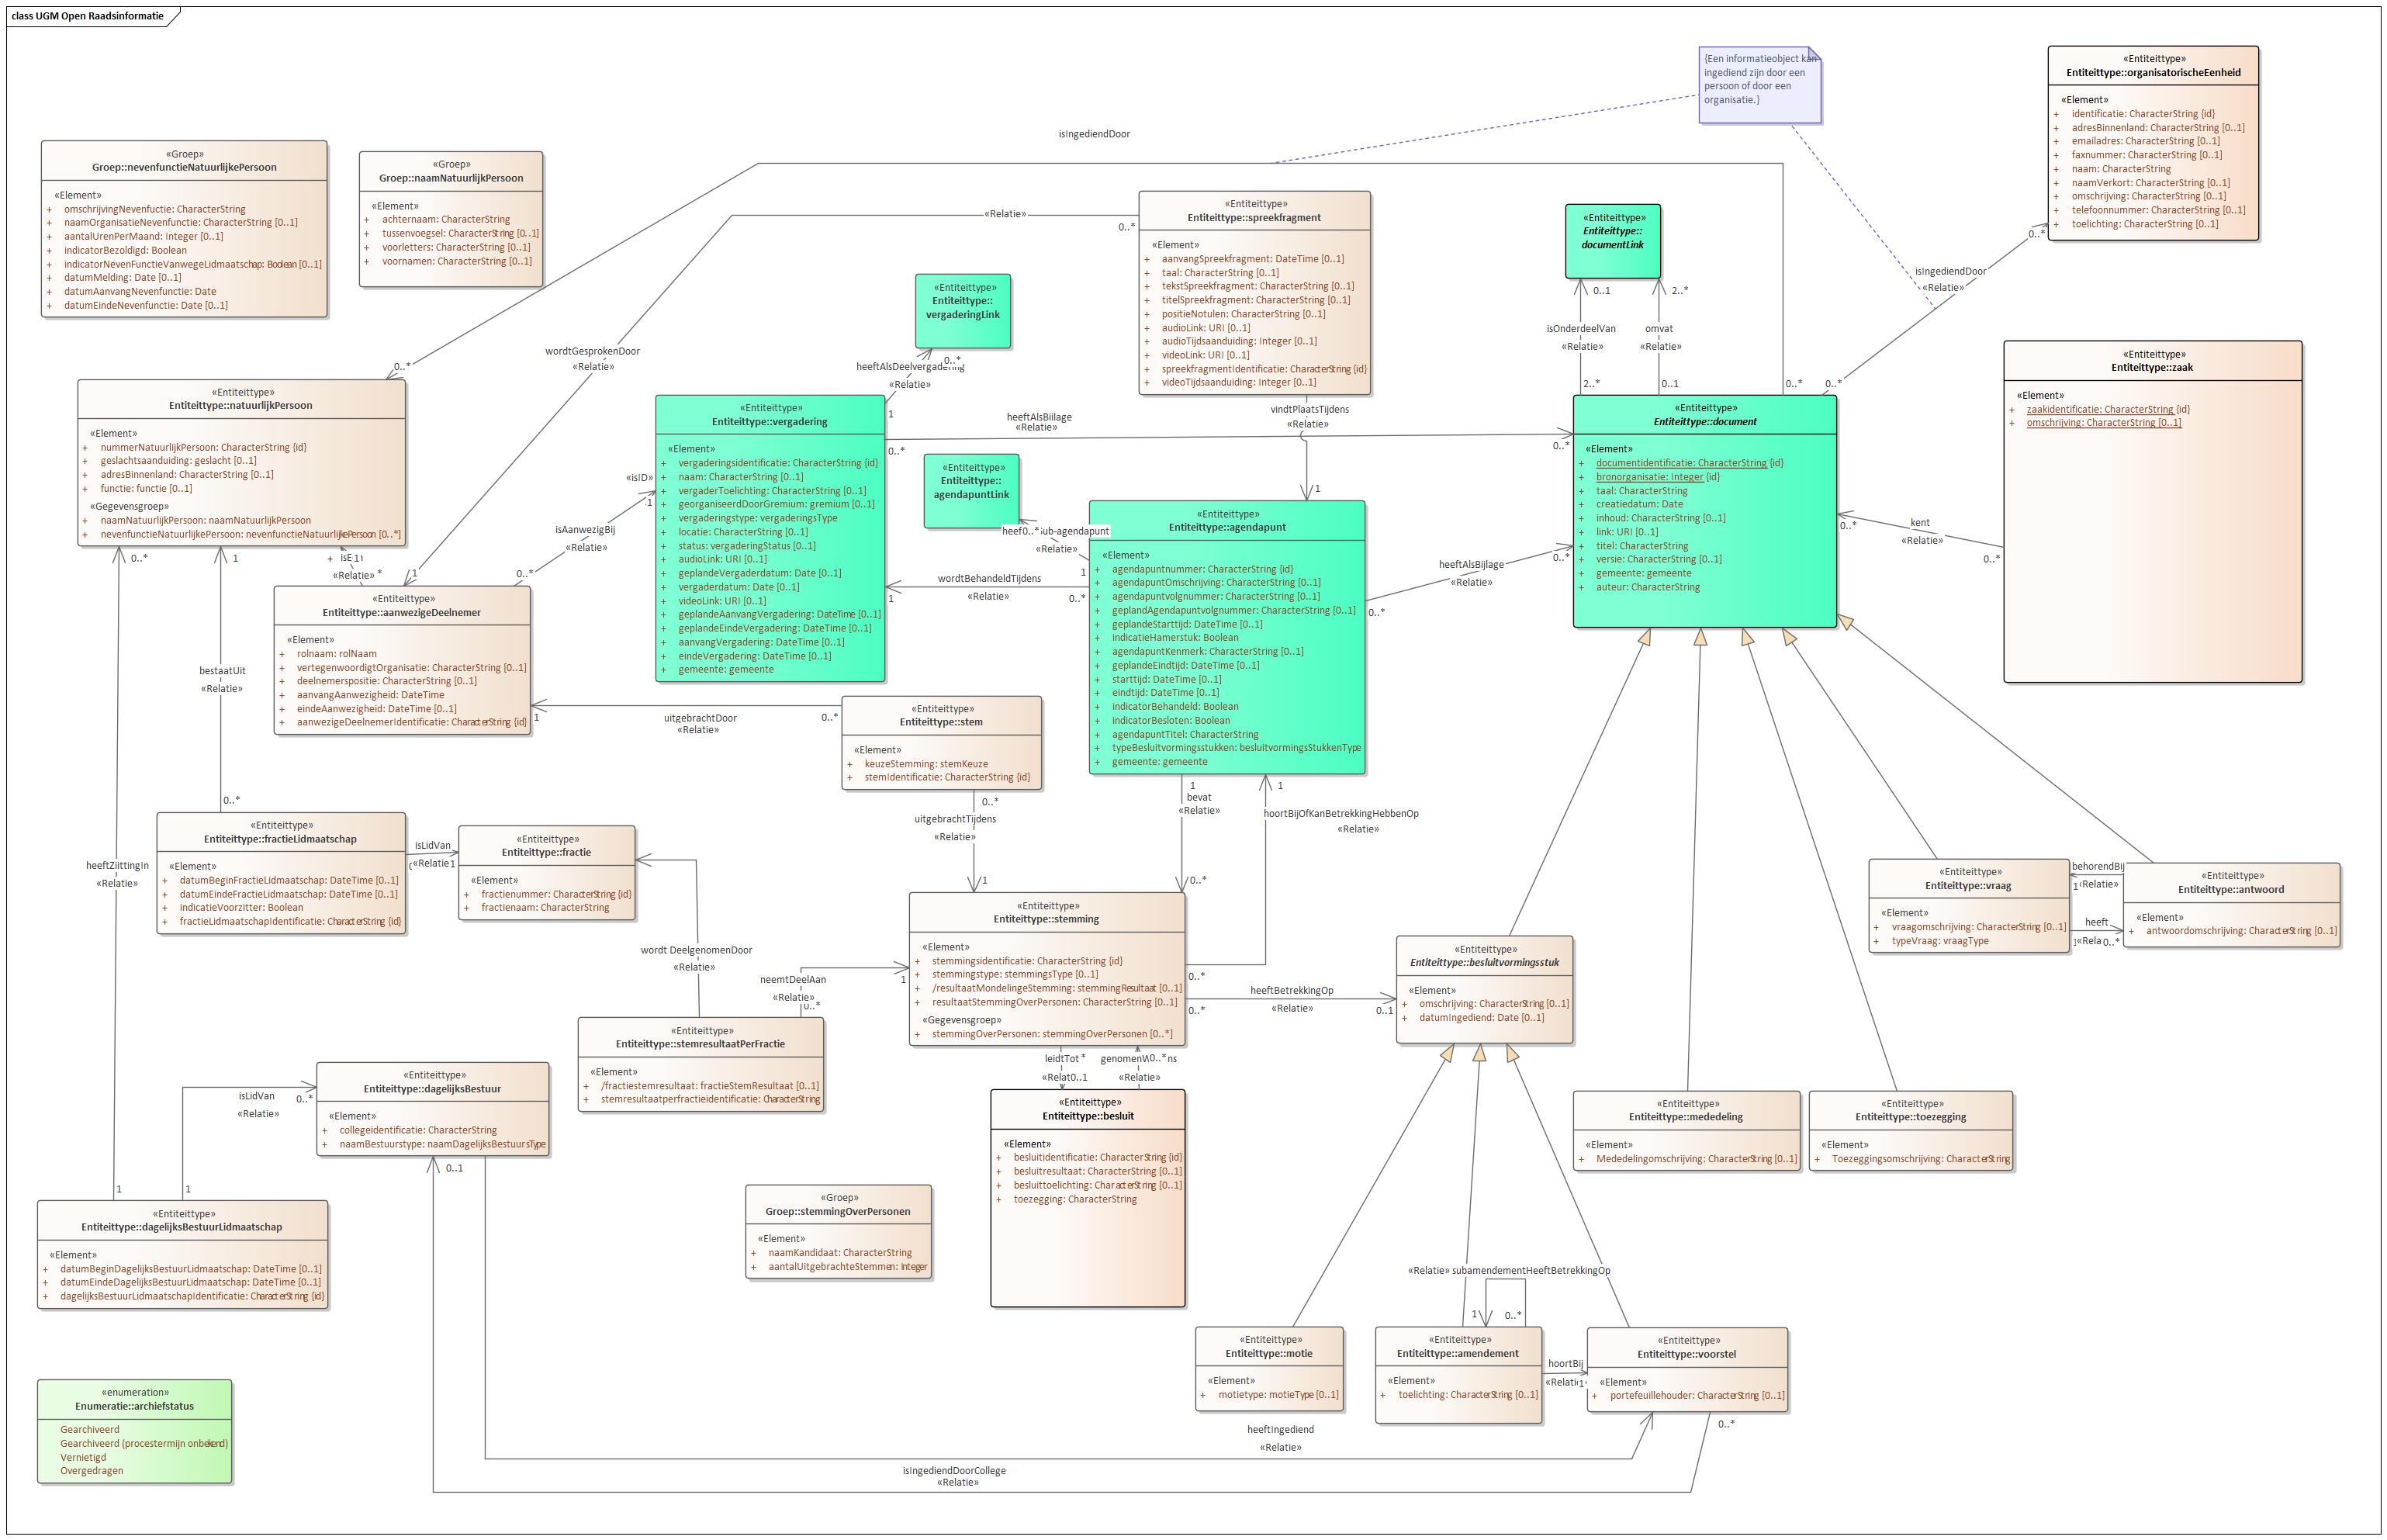 class UGM Open Raadsinformatie
{Een informatieobject kan
ingediend zijn door een
persoon of door een
organisatie.}
«Entiteittype»
Entiteittype::organisatorischeEenheid
«Element»
+ identificatie: CharacterString {id}
+ adresBinnenland: CharacterString [0..1]
+ emailadres: CharacterString [0..1]
+ faxnummer: CharacterString [0..1]
+ naam: CharacterString
+ naamVerkort: CharacterString [0..1]
+ omschrijving: CharacterString [0..1]
+ telefoonnummer: CharacterString [0..1]
+ toelichting: CharacterString [0..1]
0..*
isIngediendDoor
«Relatie»
0..*
isIngediendDoor
0..*
0..*
«Groep»
Groep::nevenfunctieNatuurlijkePersoon
«Element»
+ omschrijvingNevenfuctie: CharacterString
+ naamOrganisatieNevenfunctie: CharacterString [0..1]
+ aantalUrenPerMaand: Integer [0..1]
+ indicatorBezoldigd: Boolean
+ indicatorNevenFunctieVanwegeLidmaatschap: Boolean [0..1]
+ datumMelding: Date [0..1]
+ datumAanvangNevenfunctie: Date
+ datumEindeNevenfunctie: Date [0..1]
«Groep»
Groep::naamNatuurlijkPersoon
«Element»
+ achternaam: CharacterString
+ tussenvoegsel: CharacterString [0..1]
+ voorletters: CharacterString [0..1]
+ voornamen: CharacterString [0..1]
«Entiteittype»
Entiteittype::spreekfragment
«Element»
+ aanvangSpreekfragment: DateTime [0..1]
+ taal: CharacterString [0..1]
+ tekstSpreekfragment: CharacterString [0..1]
+ titelSpreekfragment: CharacterString [0..1]
+ positieNotulen: CharacterString [0..1]
+ audioLink: URI [0..1]
+ audioTijdsaanduiding: Integer [0..1]
+ videoLink: URI [0..1]
+ spreekfragmentIdentificatie: CharacterString {id}
+ videoTijdsaanduiding: Integer [0..1]
«Relatie»
0..*
wordtGesprokenDoor
«Relatie»
1
vindtPlaatsTijdens
«Relatie»
1
«Entiteittype»
Entiteittype::
documentLink
0..1
2..*
isOnderdeelVan
«Relatie»
omvat
«Relatie»
2..*
0..1
«Entiteittype»
Entiteittype::
vergaderingLink
0..*
heeftAlsDeelvergadering
«Relatie»
1
«Entiteittype»
Entiteittype::zaak
«Element»
+ zaakidentificatie: CharacterString {id}
+ omschrijving: CharacterString [0..1]
0..*
kent
«Relatie»
0..*
«Entiteittype»
Entiteittype::natuurlijkPersoon
«Element»
+ nummerNatuurlijkPersoon: CharacterString {id}
+ geslachtsaanduiding: geslacht [0..1]
+ adresBinnenland: CharacterString [0..1]
+ functie: functie [0..1]
«Gegevensgroep»
+ naamNatuurlijkPersoon: naamNatuurlijkPersoon
+ nevenfunctieNatuurlijkPersoon: nevenfunctieNatuurlijkePersoon [0..*]
«Entiteittype»
Entiteittype::vergadering
«Element»
+ vergaderingsidentificatie: CharacterString {id}
+ naam: CharacterString [0..1]
+ vergaderToelichting: CharacterString [0..1]
+ georganiseerdDoorGremium: gremium [0..1]
+ vergaderingstype: vergaderingsType
+ locatie: CharacterString [0..1]
+ status: vergaderingStatus [0..1]
+ audioLink: URI [0..1]
+ geplandeVergaderdatum: Date [0..1]
+ vergaderdatum: Date [0..1]
+ videoLink: URI [0..1]
+ geplandeAanvangVergadering: DateTime [0..1]
+ geplandeEindeVergadering: DateTime [0..1]
+ aanvangVergadering: DateTime [0..1]
+ eindeVergadering: DateTime [0..1]
+ gemeente: gemeente
heeftAlsBijlage
«Relatie»
0..*
0..*
«Entiteittype»
Entiteittype::document
«Element»
+ documentidentificatie: CharacterString {id}
+ bronorganisatie: Integer {id}
+ taal: CharacterString
+ creatiedatum: Date
+ inhoud: CharacterString [0..1]
+ link: URI [0..1]
+ titel: CharacterString
+ versie: CharacterString [0..1]
+ gemeente: gemeente
+ auteur: CharacterString
«Entiteittype»
Entiteittype::
agendapuntLink
sub-agendapunt
«Relatie»
1
«Entiteittype»
Entiteittype::agendapunt
«Element»
+ agendapuntnummer: CharacterString {id}
+ agendapuntOmschrijving: CharacterString [0..1]
+ agendapuntvolgnummer: CharacterString [0..1]
+ geplandAgendapuntvolgnummer: CharacterString [0..1]
+ geplandeStarttijd: DateTime [0..1]
+ indicatieHamerstuk: Boolean
+ agendapuntKenmerk: CharacterString [0..1]
+ geplandeEindtijd: DateTime [0..1]
+ starttijd: DateTime [0..1]
+ eindtijd: DateTime [0..1]
+ indicatorBehandeld: Boolean
+ indicatorBesloten: Boolean
+ agendapuntTitel: CharacterString
+ typeBesluitvormingsstukken: besluitvormingsStukkenType
+ gemeente: gemeente
heeftAlsBijlage
«Relatie»
0..*
0..*
wordtBehandeldTijdens
«Relatie»
1
0..*
isAanwezigBij
«Relatie»
0..*
1
«Relatie»
«Entiteittype»
Entiteittype::aanwezigeDeelnemer
«Element»
+ rolnaam: rolNaam
+ vertegenwoordigtOrganisatie: CharacterString [0..1]
+ deelnemerspositie: CharacterString [0..1]
+ aanvangAanwezigheid: DateTime
+ eindeAanwezigheid: DateTime [0..1]
+ aanwezigeDeelnemerIdentificatie: CharacterString {id}
1
uitgebrachtDoor
«Relatie»
0..*
«Entiteittype»
Entiteittype::stem
«Element»
+ keuzeStemming: stemKeuze
+ stemIdentificatie: CharacterString {id}
0..*
uitgebrachtTijdens
«Relatie»
1
1
bevat
«Relatie»
0..*
1
hoortBijOfKanBetrekkingHebbenOp
«Relatie»
0..*
0..*
1
bestaatUit
«Relatie»
0..*
heeftZiittingIn
«Relatie»
1
«Entiteittype»
Entiteittype::fractieLidmaatschap
«Element»
+ datumBeginFractieLidmaatschap: DateTime [0..1]
+ datumEindeFractieLidmaatschap: DateTime [0..1]
+ indicatieVoorzitter: Boolean
+ fractieLidmaatschapIdentificatie: CharacterString {id}
isLidVan
«Relatie
1
«Entiteittype»
Entiteittype::fractie
«Element»
+ fractienummer: CharacterString {id}
+ fractienaam: CharacterString
wordt DeelgenomenDoor
«Relatie»
neemtDeelAan
«Relatie»
0..*
1
«Entiteittype»
Entiteittype::stemresultaatPerFractie
«Element»
+ /fractiestemresultaat: fractieStemResultaat [0..1]
+ stemresultaatperfractieidentificatie: CharacterString
«Entiteittype»
Entiteittype::stemming
«Element»
+ stemmingsidentificatie: CharacterString {id}
+ stemmingstype: stemmingsType [0..1]
+ /resultaatMondelingeStemming: stemmingResultaat [0..1]
+ resultaatStemmingOverPersonen: CharacterString [0..1]
«Gegevensgroep»
+ stemmingOverPersonen: stemmingOverPersonen [0..*]
heeftBetrekkingOp
«Relatie»
0..*
0..1
«Entiteittype»
Entiteittype::besluitvormingsstuk
«Element»
+ omschrijving: CharacterString [0..1]
+ datumIngediend: Date [0..1]
«Entiteittype»
Entiteittype::vraag
«Element»
+ vraagomschrijving: CharacterString [0..1]
+ typeVraag: vraagType
behorendBij
1
«Relatie»
heeft
0..*
«Entiteittype»
Entiteittype::antwoord
«Element»
+ antwoordomschrijving: CharacterString [0..1]
leidtTot
0..1
«Relatie»
«Entiteittype»
Entiteittype::besluit
«Element»
+ besluitidentificatie: CharacterString {id}
+ besluitresultaat: CharacterString [0..1]
+ besluittoelichting: CharacterString [0..1]
+ toezegging: CharacterString
«Entiteittype»
Entiteittype::mededeling
«Element»
+ Mededelingomschrijving: CharacterString [0..1]
«Entiteittype»
Entiteittype::toezegging
«Element»
+ Toezeggingsomschrijving: CharacterString
«Entiteittype»
Entiteittype::dagelijksBestuur
«Element»
+ collegeidentificatie: CharacterString
+ naamBestuurstype: naamDagelijksBestuursType
isLidVan
«Relatie»
0..*
1
0..1
«Entiteittype»
Entiteittype::dagelijksBestuurLidmaatschap
«Element»
+ datumBeginDagelijksBestuurLidmaatschap: DateTime [0..1]
+ datumEindeDagelijksBestuurLidmaatschap: DateTime [0..1]
+ dagelijksBestuurLidmaatschapIdentificatie: CharacterString {id}
«Groep»
Groep::stemmingOverPersonen
«Element»
+ naamKandidaat: CharacterString
+ aantalUitgebrachteStemmen: Integer
«Relatie» subamendementHeeftBetrekkingOp
1
0..*
«Entiteittype»
Entiteittype::motie
«Element»
+ motietype: motieType [0..1]
«Entiteittype»
Entiteittype::amendement
«Element»
+ toelichting: CharacterString [0..1]
hoortBij
1
«Entiteittype»
Entiteittype::voorstel
«Element»
+ portefeuillehouder: CharacterString [0..1]
0..*
heeftIngediend
«Relatie»
isIngediendDoorCollege
«Relatie»
«enumeration»
Enumeratie::archiefstatus
Gearchiveerd
Gearchiveerd (procestermijn onbekend)
Vernietigd
Overgedragen